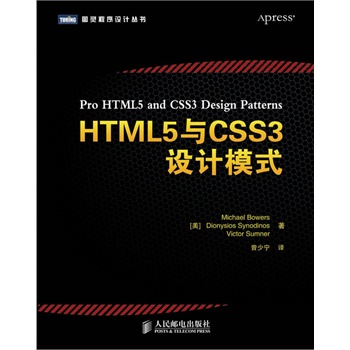 TURING 图灵程序设计丛书
Apress®
Pro HTML5 and CSS3 Design Patterns
HTML5与CSS3
设计模式
Michael Bowers
[美] Dionysios Synodinos 著
Victor Sumner
曾少宁 译
人民邮电出版社
POSTS & TELECOM PRESS